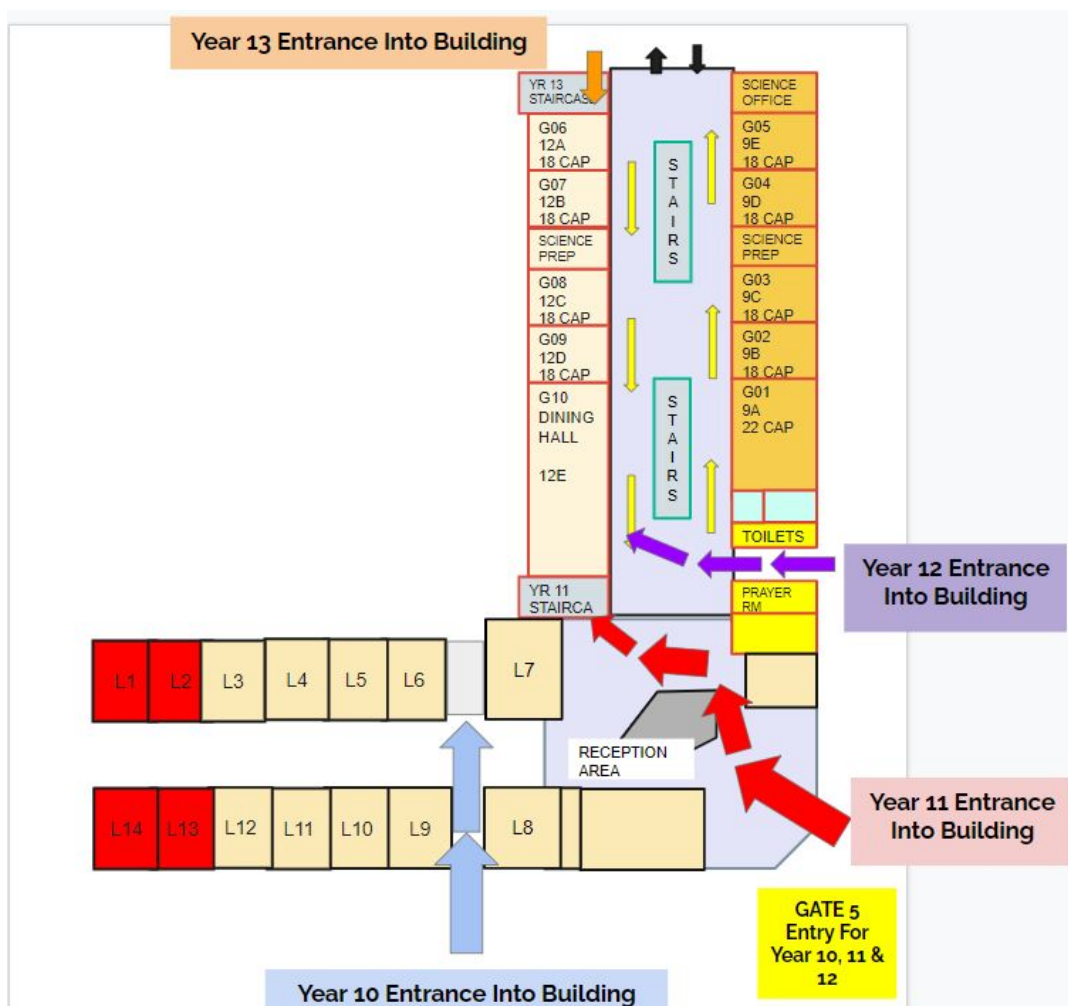 Year 13 Entrance Into Building
YR 13
STAIRCASE
G06
12A
18 CAP
G07
12B
18 CAP
SCIENCE
PREP
G08
12C
18 CAP
G09
12D
18 CAP
G10
DINING
HALL
12E
YR 11
STAIRCA
S
T
A
I
R
S
S
T
A
I
R
S
SCIENCE
OFFICE
G05
9E
18 CAP
G04
9D
18 CAP
SCIENCE
PREP
G03
9C
18 CAP
G02
9B
18 CAP
G01
9A
22 CAP
TOILETS
PRAYER
RM
Year 12 Entrance
Into Building
L1 L2 L3 L4 L5 L6 L7
RECEPTION
AREA
L14 L13 L12 L11 L10 L9 L8
Year 11 Entrance
Into Building
GATE 5
Entry For
Year 10, 11 &
12
Year 10 Entrance Into Building